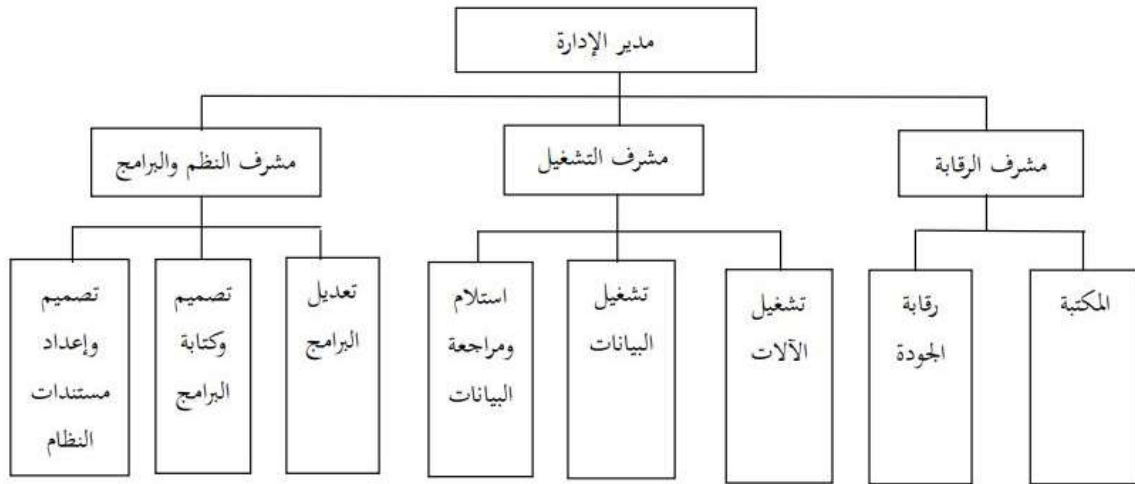 مدير الإدارة
مشرف الرقابة
مشرف التشغيل
مشرف النظم والبرامج
المكتبة
رقابة
الجودة
تشغيل
الآلات
تشغيل
البيانات
استلام
ومراجعة
البيانات
تعديل
البرامج
تصميم
وكتابة
البرامج
تصميم
وإعداد
مستندات
النظام